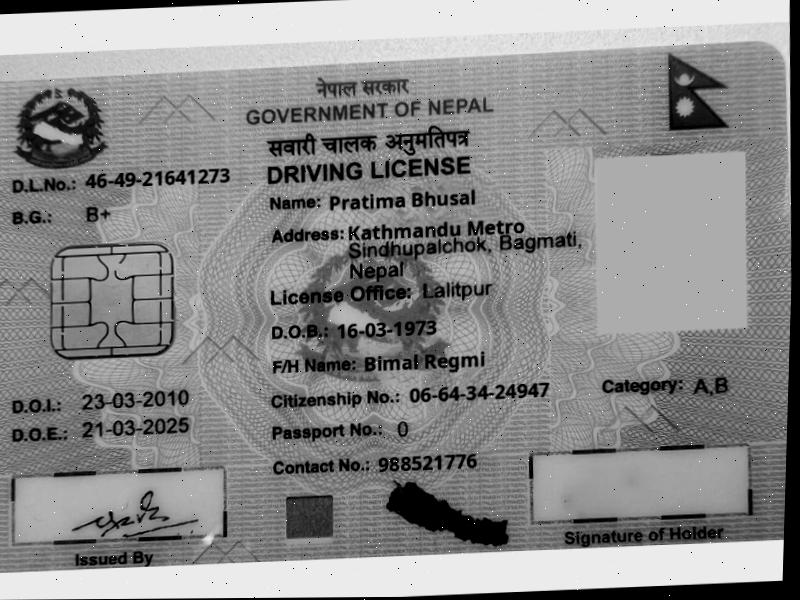 नेपाल सरकार
GOVERNMENT OF NEPAL
सवारी चालक अनुमतिपत्र
DRIVING LICENSE
D.L.No.: 46-49-21641273
B.G.: B+
Name: Pratima Bhusal
Address: Kathmandu Metro
Sindhupalchok, Bagmati,
Nepal
License Office: Lalitpur
D.O.B.: 16-03-1973
F/H Name: Bimal Regmi
Citizenship No.: 06-64-34-24947
Category: A,B
D.O.I.: 23-03-2010
D.O.E.: 21-03-2025
Passport No.: 0
Contact No.: 988521776
Issued By
Signature of Holder